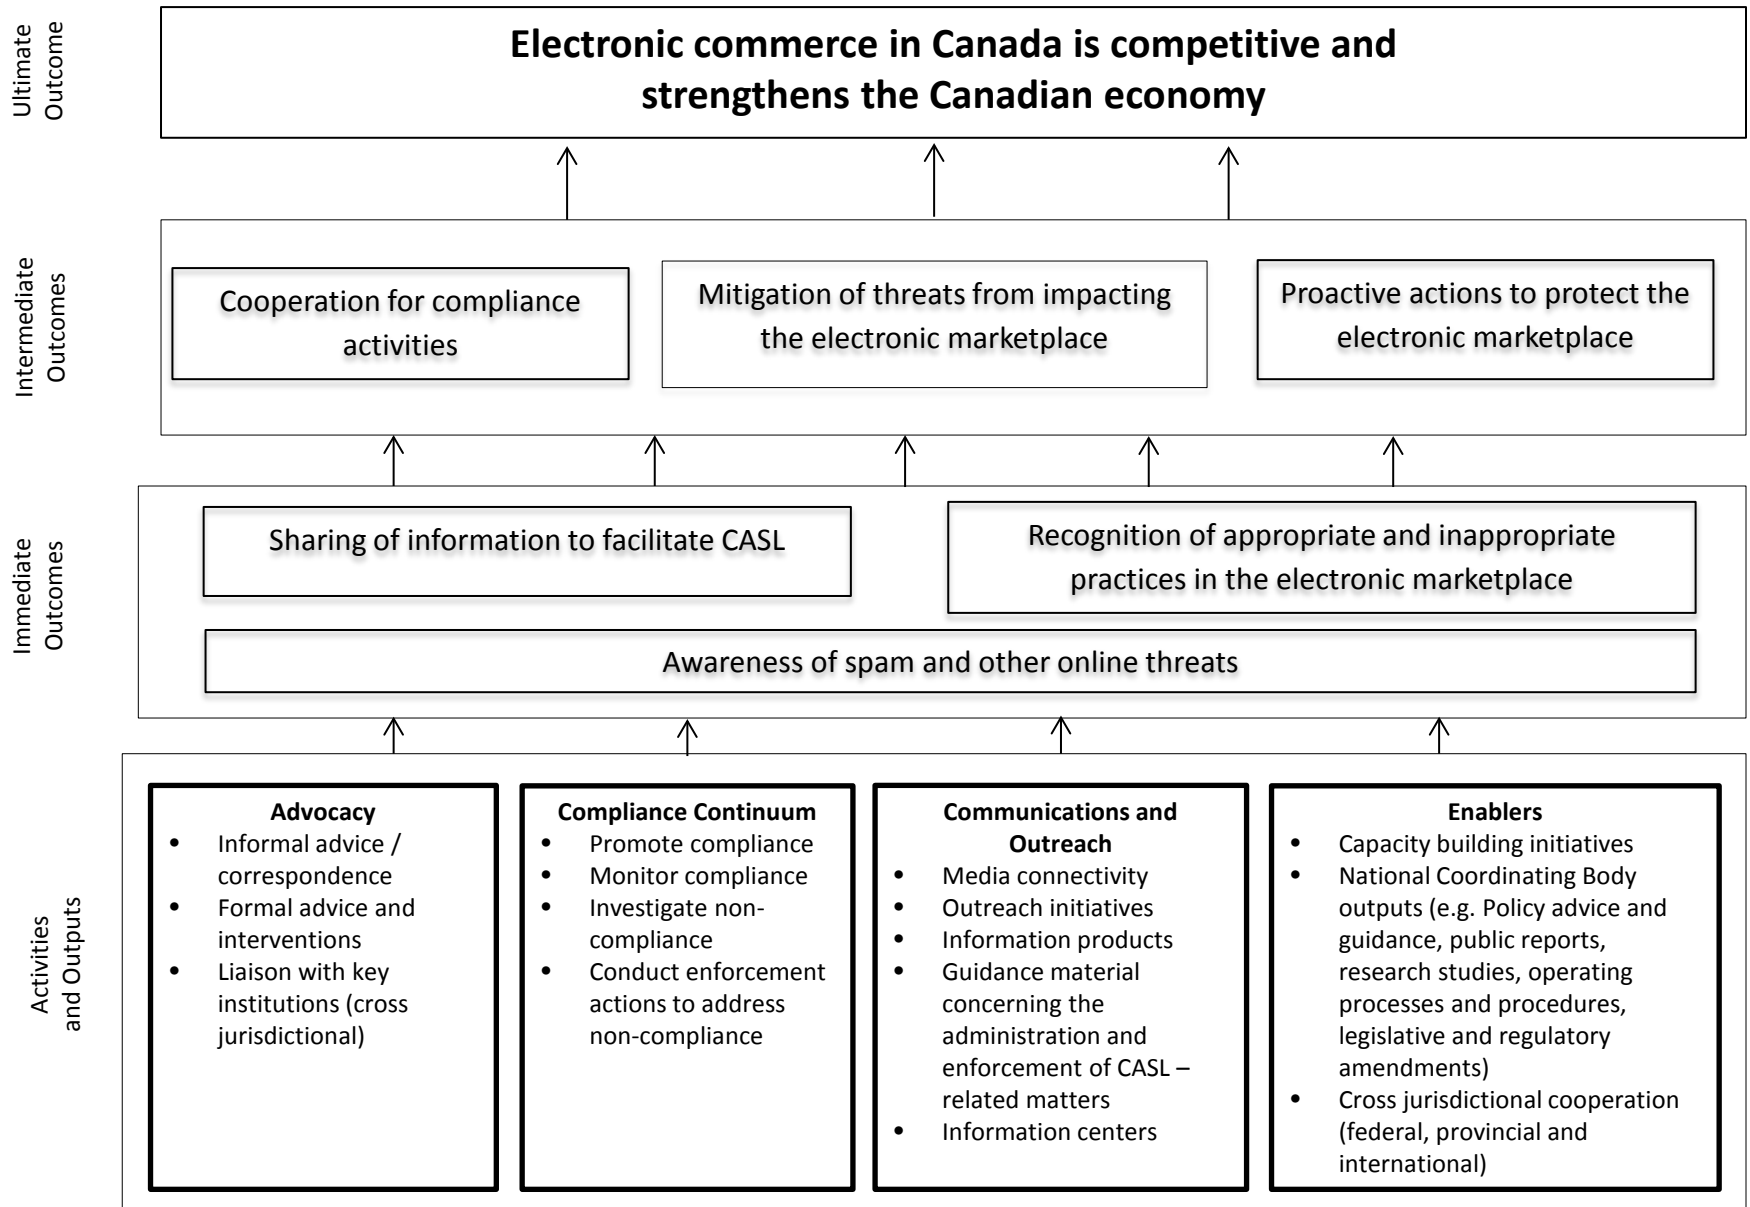 Ultimate
Outcome
Electronic commerce in Canada is competitive and
strengthens the Canadian economy
Intermediate
Outcomes
Cooperation for compliance
activities
Mitigation of threats from impacting
the electronic marketplace
Proactive actions to protect the
electronic marketplace
Immediate
Outcomes
Sharing of information to facilitate CASL
Recognition of appropriate and inappropriate
practices in the electronic marketplace
Awareness of spam and other online threats
Activities
and Outputs
Advocacy
• Informal advice /
correspondence
• Formal advice and
interventions
• Liaison with key
institutions (cross
jurisdictional)
Compliance Continuum
• Promote compliance
• Monitor compliance
• Investigate non-
compliance
• Conduct enforcement
actions to address
non-compliance
Communications and
Outreach
• Media connectivity
• Outreach initiatives
• Information products
• Guidance material
concerning the
administration and
enforcement of CASL –
related matters
• Information centers
Enablers
• Capacity building initiatives
• National Coordinating Body
outputs (e.g. Policy advice and
guidance, public reports,
research studies, operating
processes and procedures,
legislative and regulatory
amendments)
• Cross jurisdictional cooperation
(federal, provincial and
international)